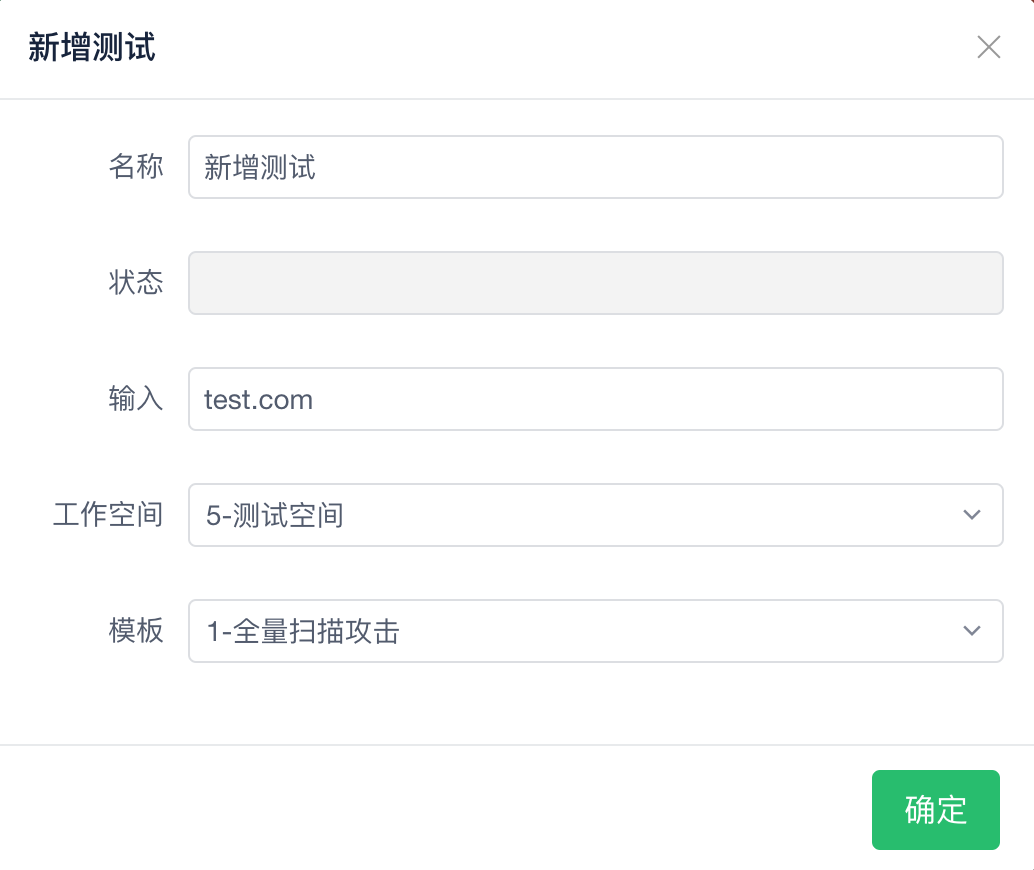 新增测试
名称 新增测试
状态
输入 test.com
工作空间 5-测试空间
模板 1-全量扫描攻击
确定